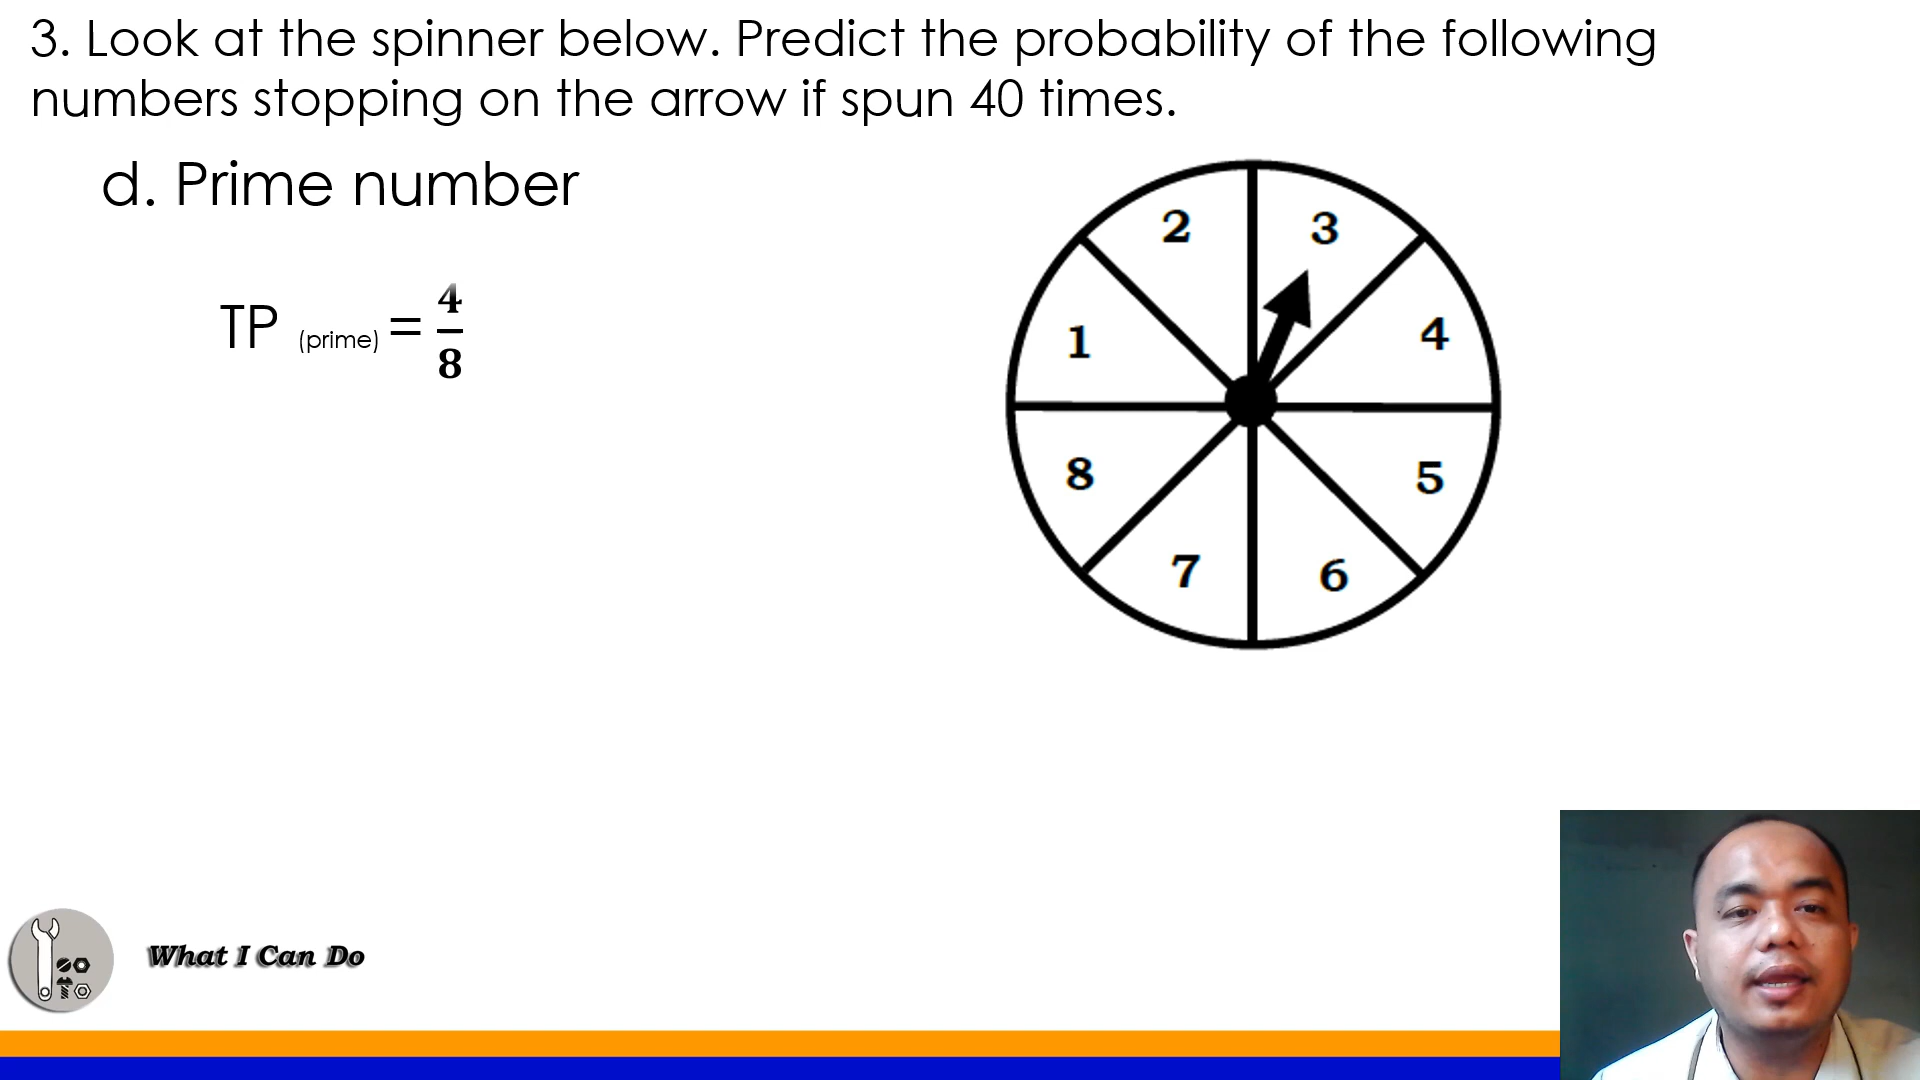 3. Look at the spinner below. Predict the probability of the following
numbers stopping on the arrow if spun 40 times.
d. Prime number
TP (prime) = 4/8
2
3
1
4
8
5
7
6
What I Can Do